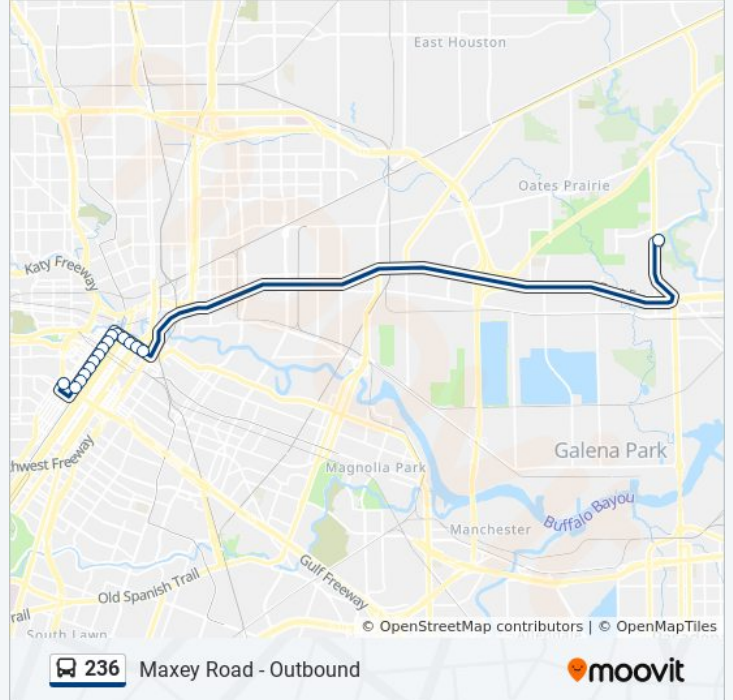 East Houston
Oates Prairie
Katy Freeway
Galena Park
hwest Freeway
Magnolia Park
Buffalo Bayou
Manchester
Gulf Freeway
Old Spanish Trail
rail
South Lawn
© OpenStreetMap contributors | © OpenMapTiles
236 Maxey Road - Outbound
moovit